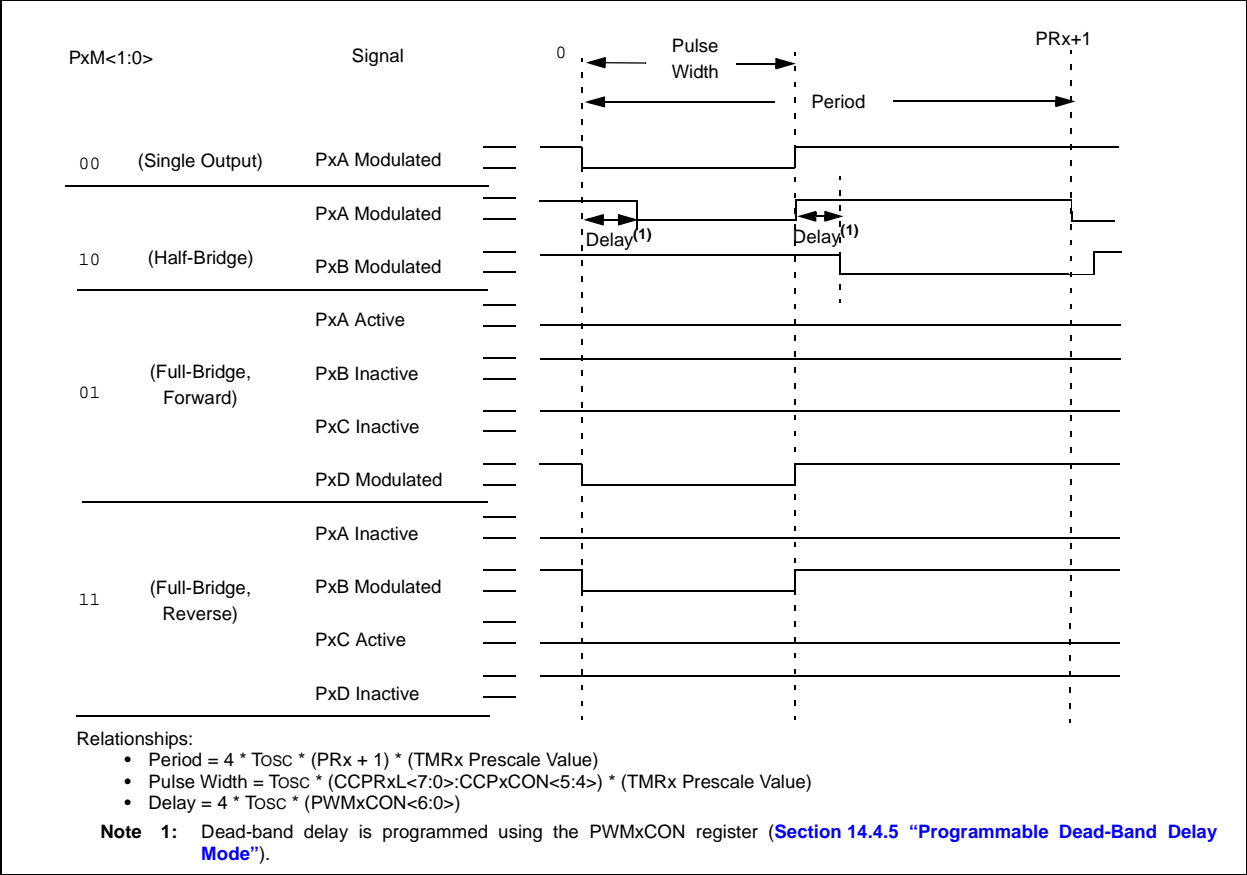 PxM<1:0>
Signal
0
Pulse
Width
PRx+1
Period
00
(Single Output)
PxA Modulated
PxA Modulated
Delay(1)
Delay(1)
10
(Half-Bridge)
PxB Modulated
PxA Active
01
(Full-Bridge,
Forward)
PxB Inactive
PxC Inactive
PxD Modulated
PxA Inactive
11
(Full-Bridge,
Reverse)
PxB Modulated
PxC Active
PxD Inactive
Relationships:
• Period = 4 * TOSC * (PRx + 1) * (TMRx Prescale Value)
• Pulse Width = TOSC * (CCPRxL<7:0>:CCPxCON<5:4>) * (TMRx Prescale Value)
• Delay = 4 * TOSC * (PWMxCON<6:0>)
Note 1: Dead-band delay is programmed using the PWMxCON register (Section 14.4.5 “Programmable Dead-Band Delay
Mode”).